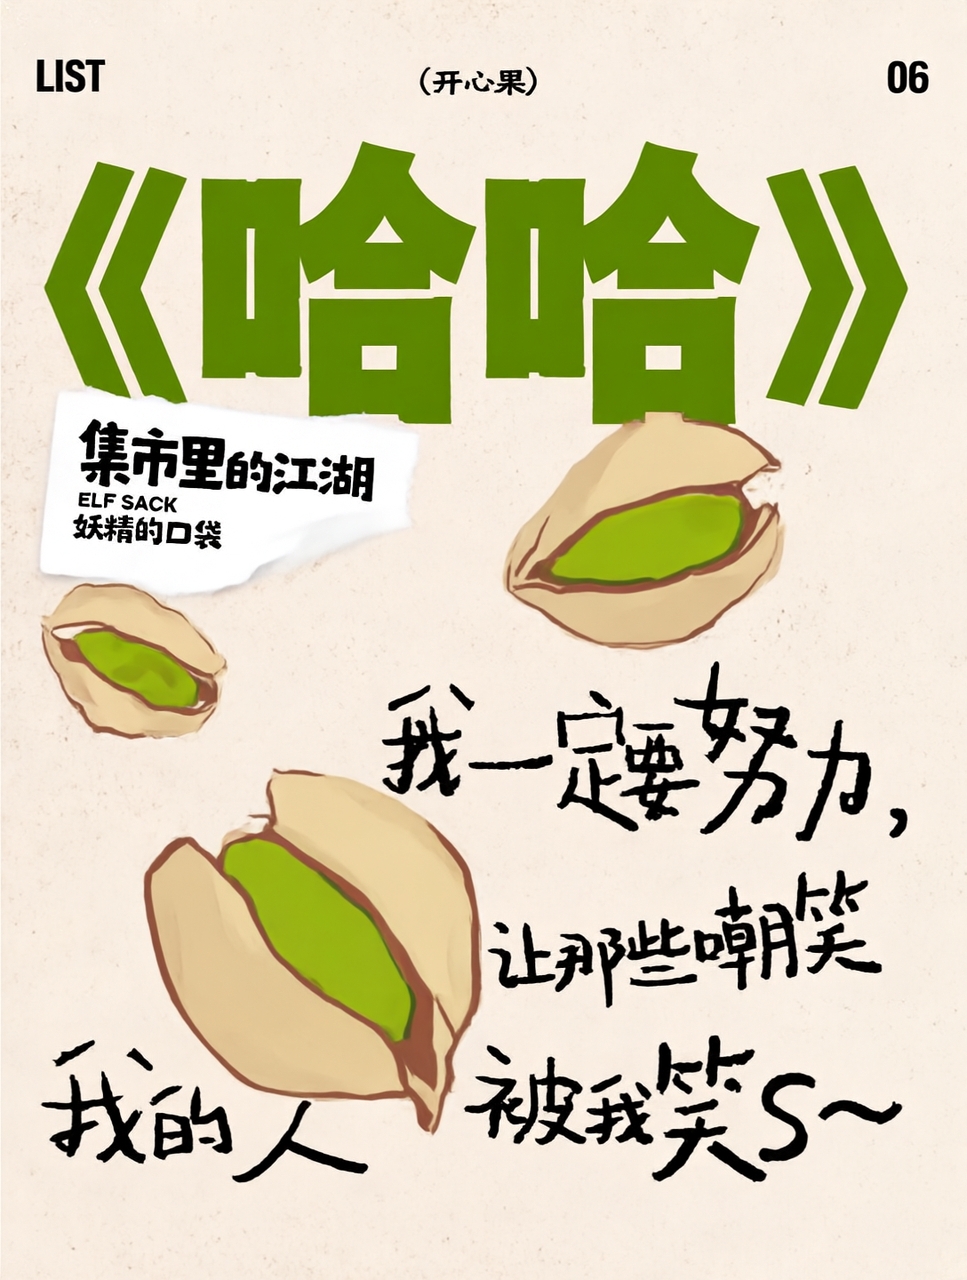 LIST
（开心果）
06
《哈哈》
集市里的江湖
ELF SACK
妖精的口袋
我一定要努力，
让那些嘲笑
我的人
被我笑S~